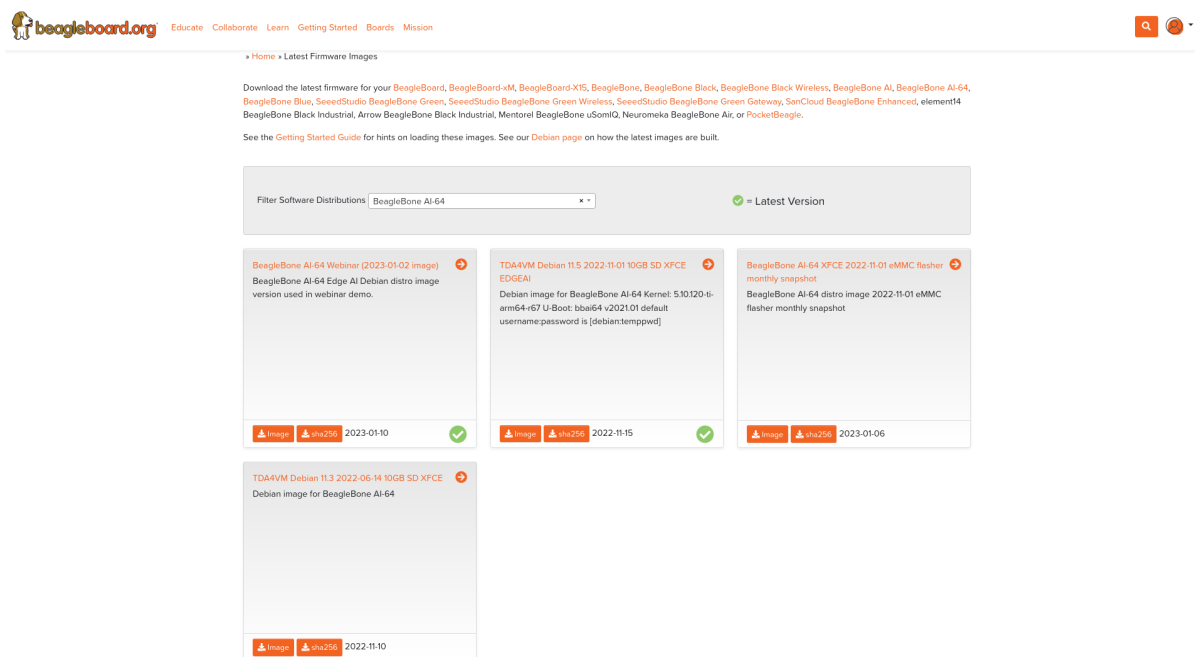 beagleboard.org
Educate Collaborate Learn Getting Started Boards Mission
» Home » Latest Firmware Images
Download the latest firmware for your BeagleBoard, BeagleBoard-xM, BeagleBoard-X15, BeagleBone, BeagleBone Black, BeagleBone Black Wireless, BeagleBone AI, BeagleBone AI-64,
BeagleBone Blue, SeeedStudio BeagleBone Green, SeeedStudio BeagleBone Green Wireless, SeeedStudio BeagleBone Green Gateway, SanCloud BeagleBone Enhanced, element14
BeagleBone Black Industrial, Arrow BeagleBone Black Industrial, Mentorel BeagleBone uSomIQ, Neuromeka BeagleBone Air, or PocketBeagle.
See the Getting Started Guide for hints on loading these images. See our Debian page on how the latest images are built.
Filter Software Distributions BeagleBone AI-64 ×
= Latest Version
BeagleBone AI-64 Webinar (2023-01-02 image)
BeagleBone AI-64 Edge AI Debian distro image
version used in webinar demo.
Image sha256 2023-01-10
TDA4VM Debian 11.5 2022-11-01 10GB SD XFCE
EDGEAI
Debian image for BeagleBone AI-64 Kernel: 5.10.120-ti-
arm64-r67 U-Boot: bbai64 v2021.01 default
username:password is [debian:temppwd]
Image sha256 2022-11-15
BeagleBone AI-64 XFCE 2022-11-01 eMMC flasher
monthly snapshot
BeagleBone AI-64 distro image 2022-11-01 eMMC
flasher monthly snapshot
Image sha256 2023-01-06
TDA4VM Debian 11.3 2022-06-14 10GB SD XFCE
Debian image for BeagleBone AI-64
Image sha256 2022-11-10